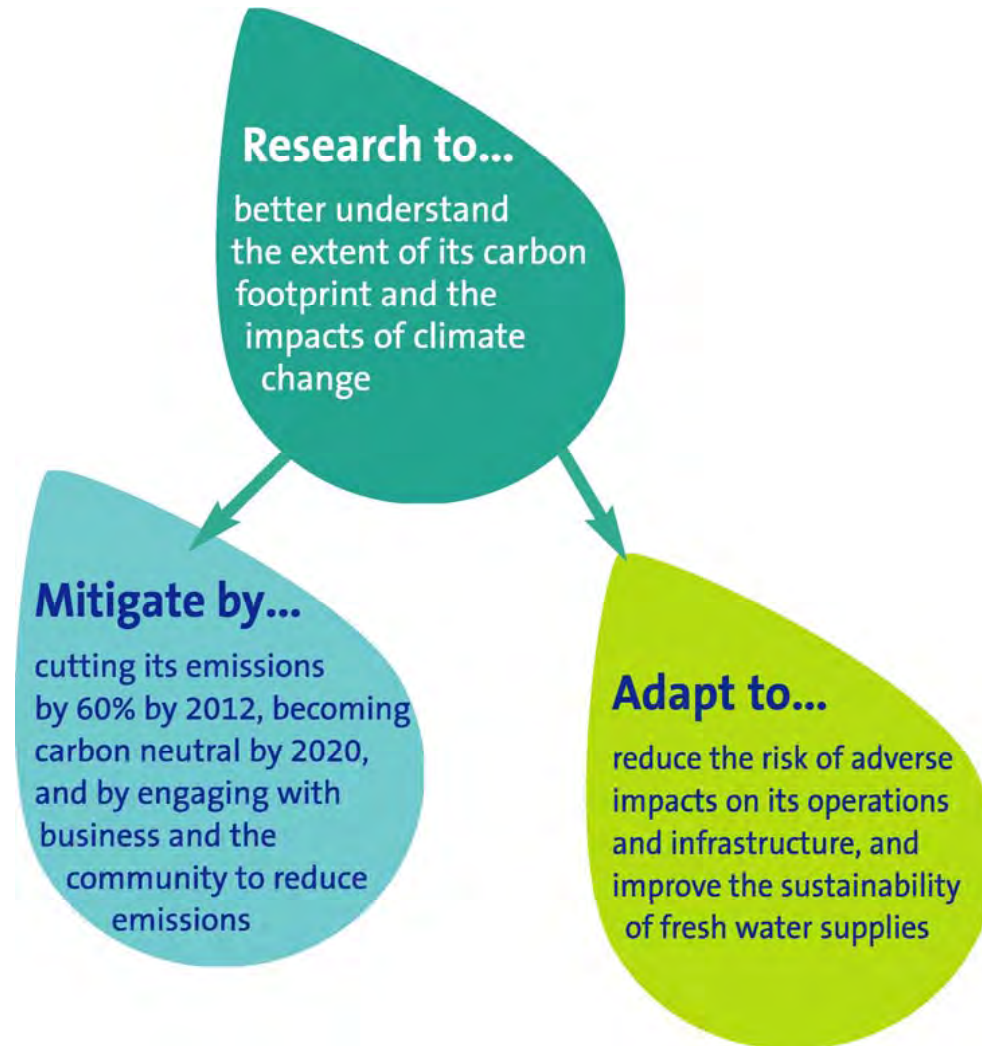 Research to...
better understand
the extent of its carbon
footprint and the
impacts of climate
change
Mitigate by...
cutting its emissions
by 60% by 2012, becoming
carbon neutral by 2020,
and by engaging with
business and the
community to reduce
emissions
Adapt to...
reduce the risk of adverse
impacts on its operations
and infrastructure, and
improve the sustainability
of fresh water supplies